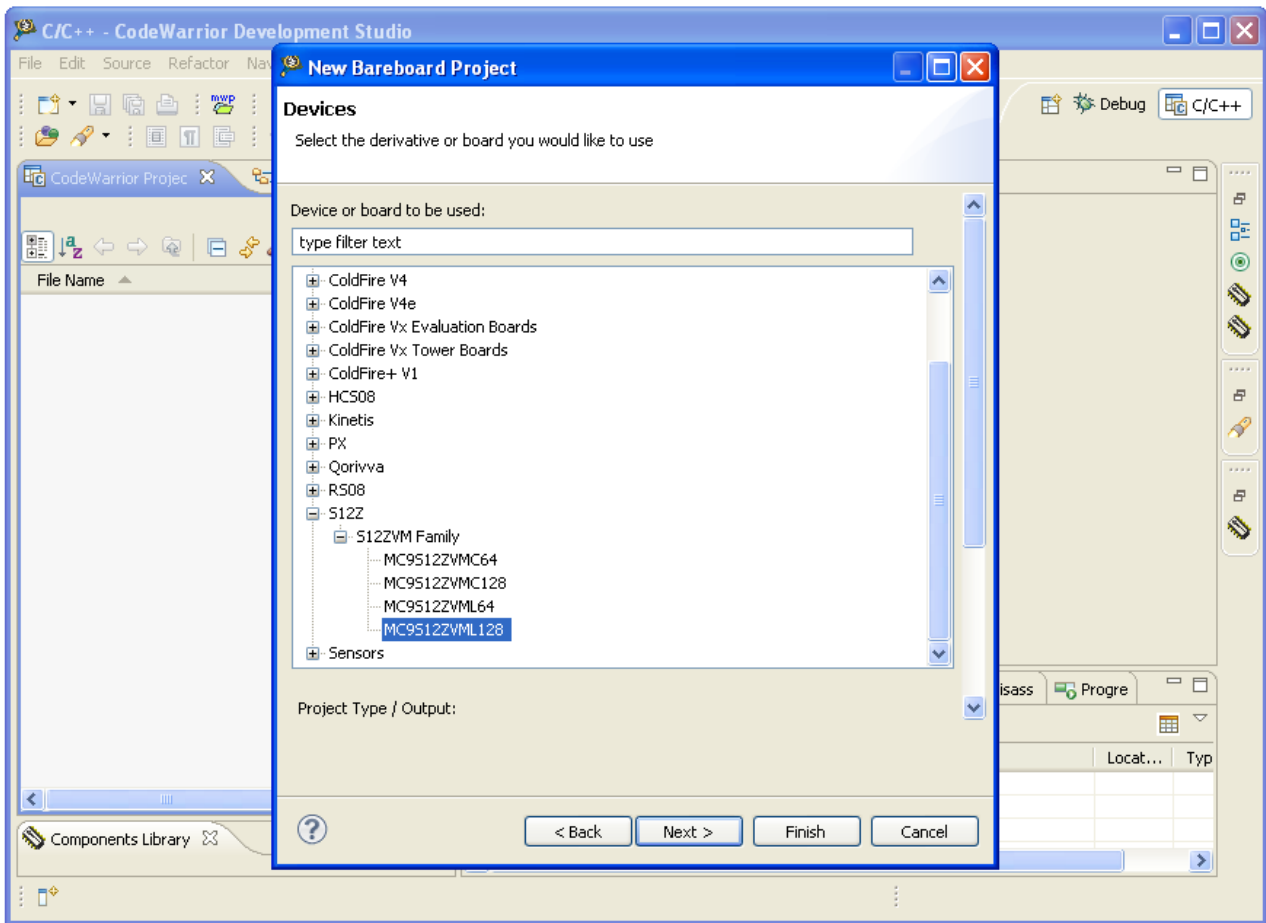 C/C++ - CodeWarrior Development Studio
File Edit Source Refactor Nav
New Bareboard Project
Devices
Select the derivative or board you would like to use
Debug
C/C++
CodeWarrior Projec
Device or board to be used:
type filter text
File Name
ColdFire V4
ColdFire V4e
ColdFire Vx Evaluation Boards
ColdFire Vx Tower Boards
ColdFire+ V1
HCS08
Kinetis
PX
Qorivva
RS08
S12Z
S12ZVM Family
MC9S12ZVMC64
MC9S12ZVMC128
MC9S12ZVML64
MC9S12ZVML128
Sensors
Project Type / Output:
isass
Progre
Locat... Typ
< Back
Next >
Finish
Cancel
Components Library